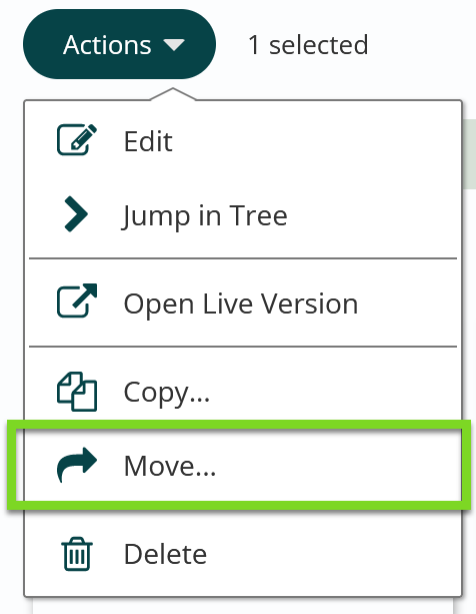 Actions 1 selected
Edit
Jump in Tree
Open Live Version
Copy...
Move...
Delete